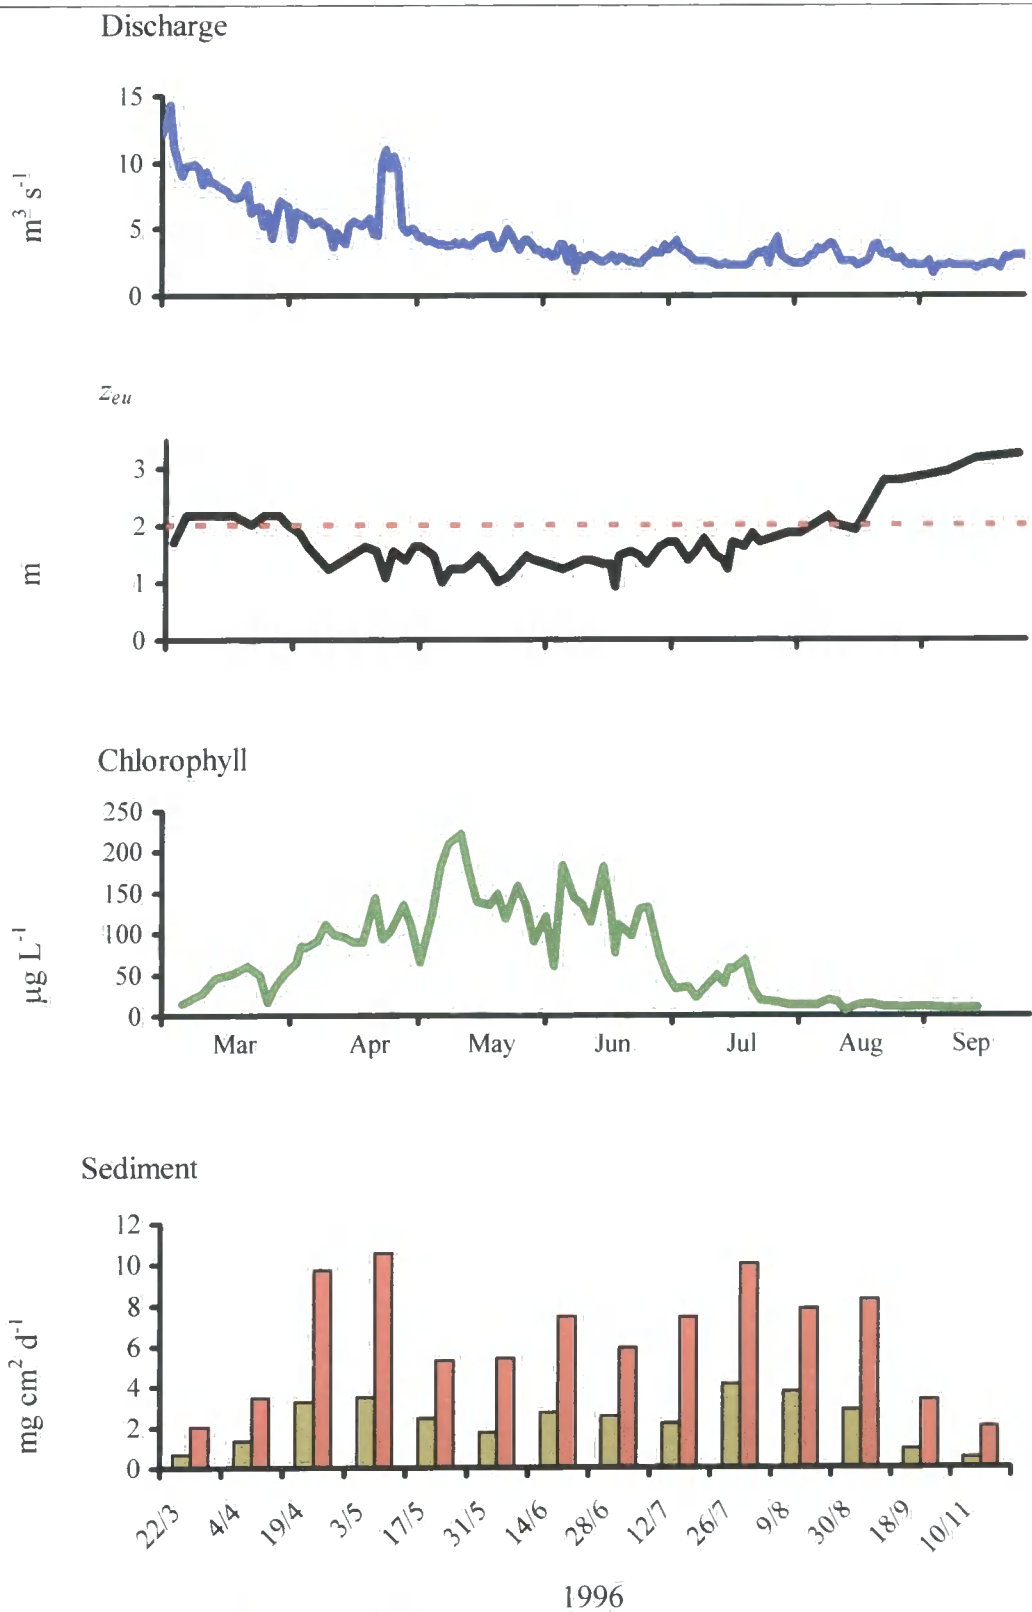 Discharge
15
10
5
0
m³ s⁻¹
z_eu
3
2
1
0
m
Chlorophyll
250
200
150
100
50
0
µg L⁻¹
Mar Apr May Jun Jul Aug Sep
Sediment
12
10
8
6
4
2
0
mg cm² d⁻¹
22/3 4/4 19/4 3/5 17/5 31/5 14/6 28/6 12/7 26/7 9/8 30/8 18/9 10/11
1996